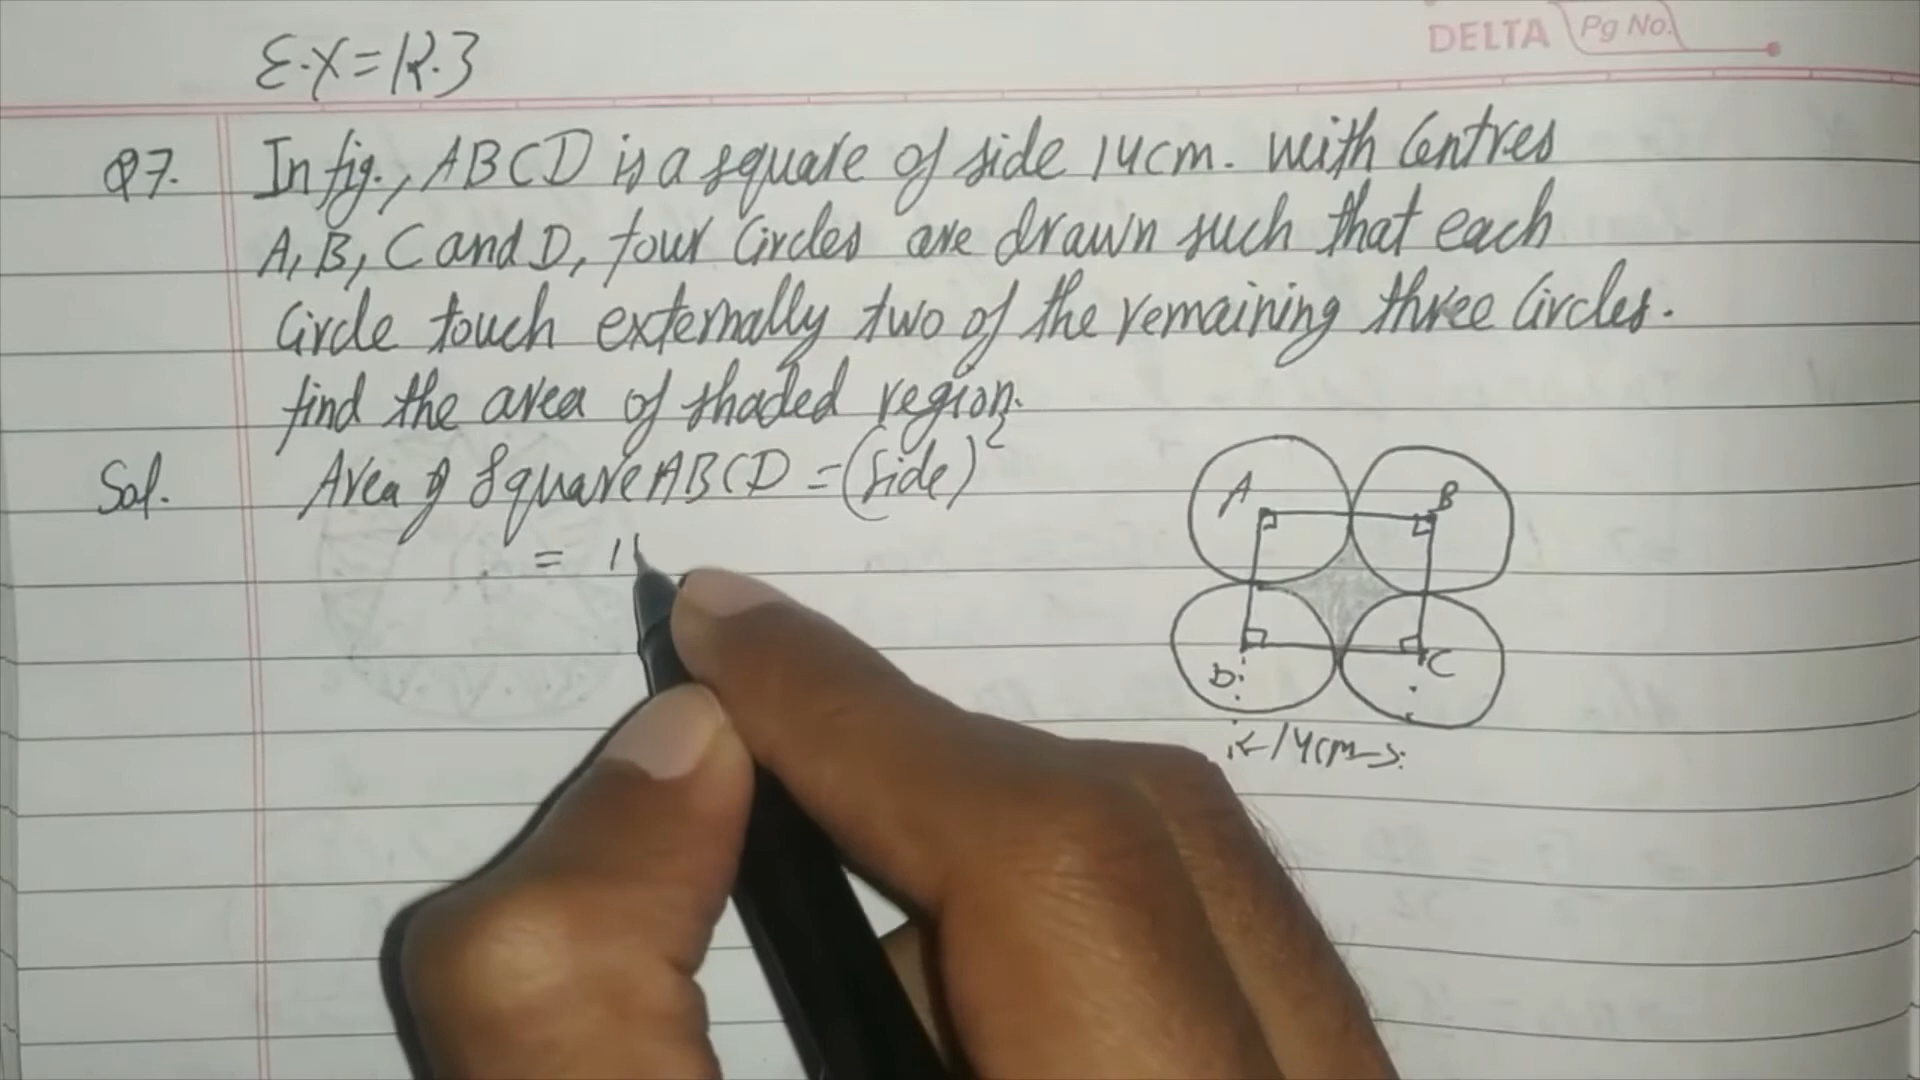 DELTA Pg No.
Ex=12.3
Q7. In fig., ABCD is a square of side 14cm. with Centres
A, B, C and D, four Circles are drawn such that each
Circle touch externally two of the remaining three Circles.
find the area of shaded region.
Sol. Area of Square ABCD = (side)²
= 14
A B
D C
14cm